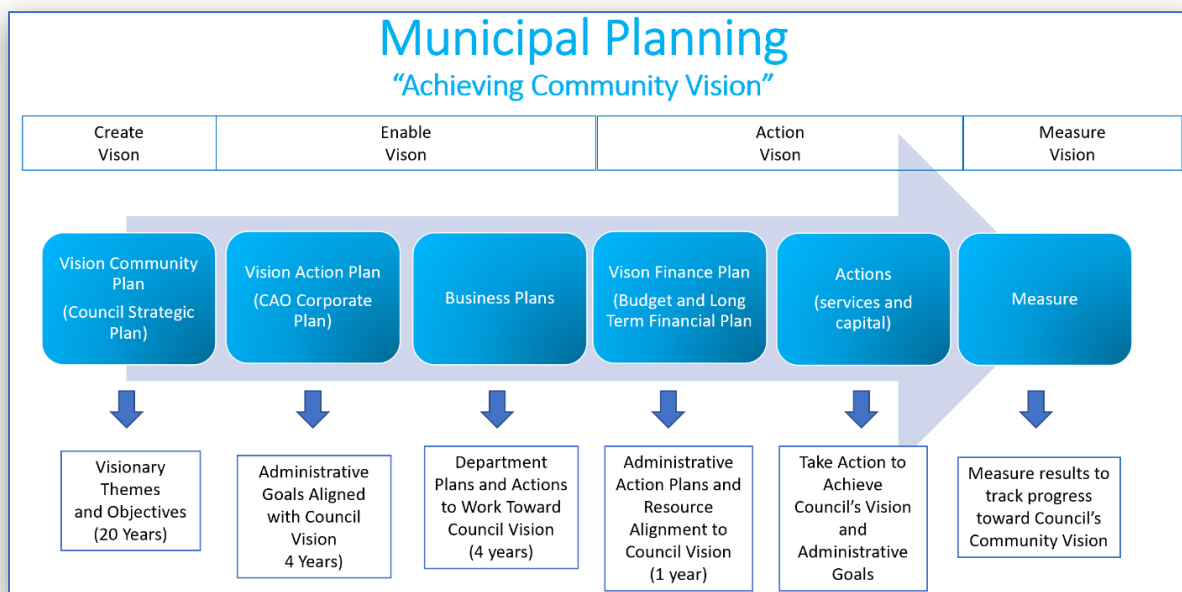 Municipal Planning
“Achieving Community Vision”
Create
Vison
Enable
Vison
Action
Vison
Measure
Vision
Vision Community
Plan
(Council Strategic
Plan)
Vision Action Plan
(CAO Corporate
Plan)
Business Plans
Vison Finance Plan
(Budget and Long
Term Financial Plan
Actions
(services and
capital)
Measure
Visionary
Themes
and Objectives
(20 Years)
Administrative
Goals Aligned
with Council
Vision
4 Years)
Department
Plans and Actions
to Work Toward
Council Vision
(4 years)
Administrative
Action Plans and
Resource
Alignment to
Council Vision
(1 year)
Take Action to
Achieve
Council’s Vision
and
Administrative
Goals
Measure results to
track progress
toward Council’s
Community Vision